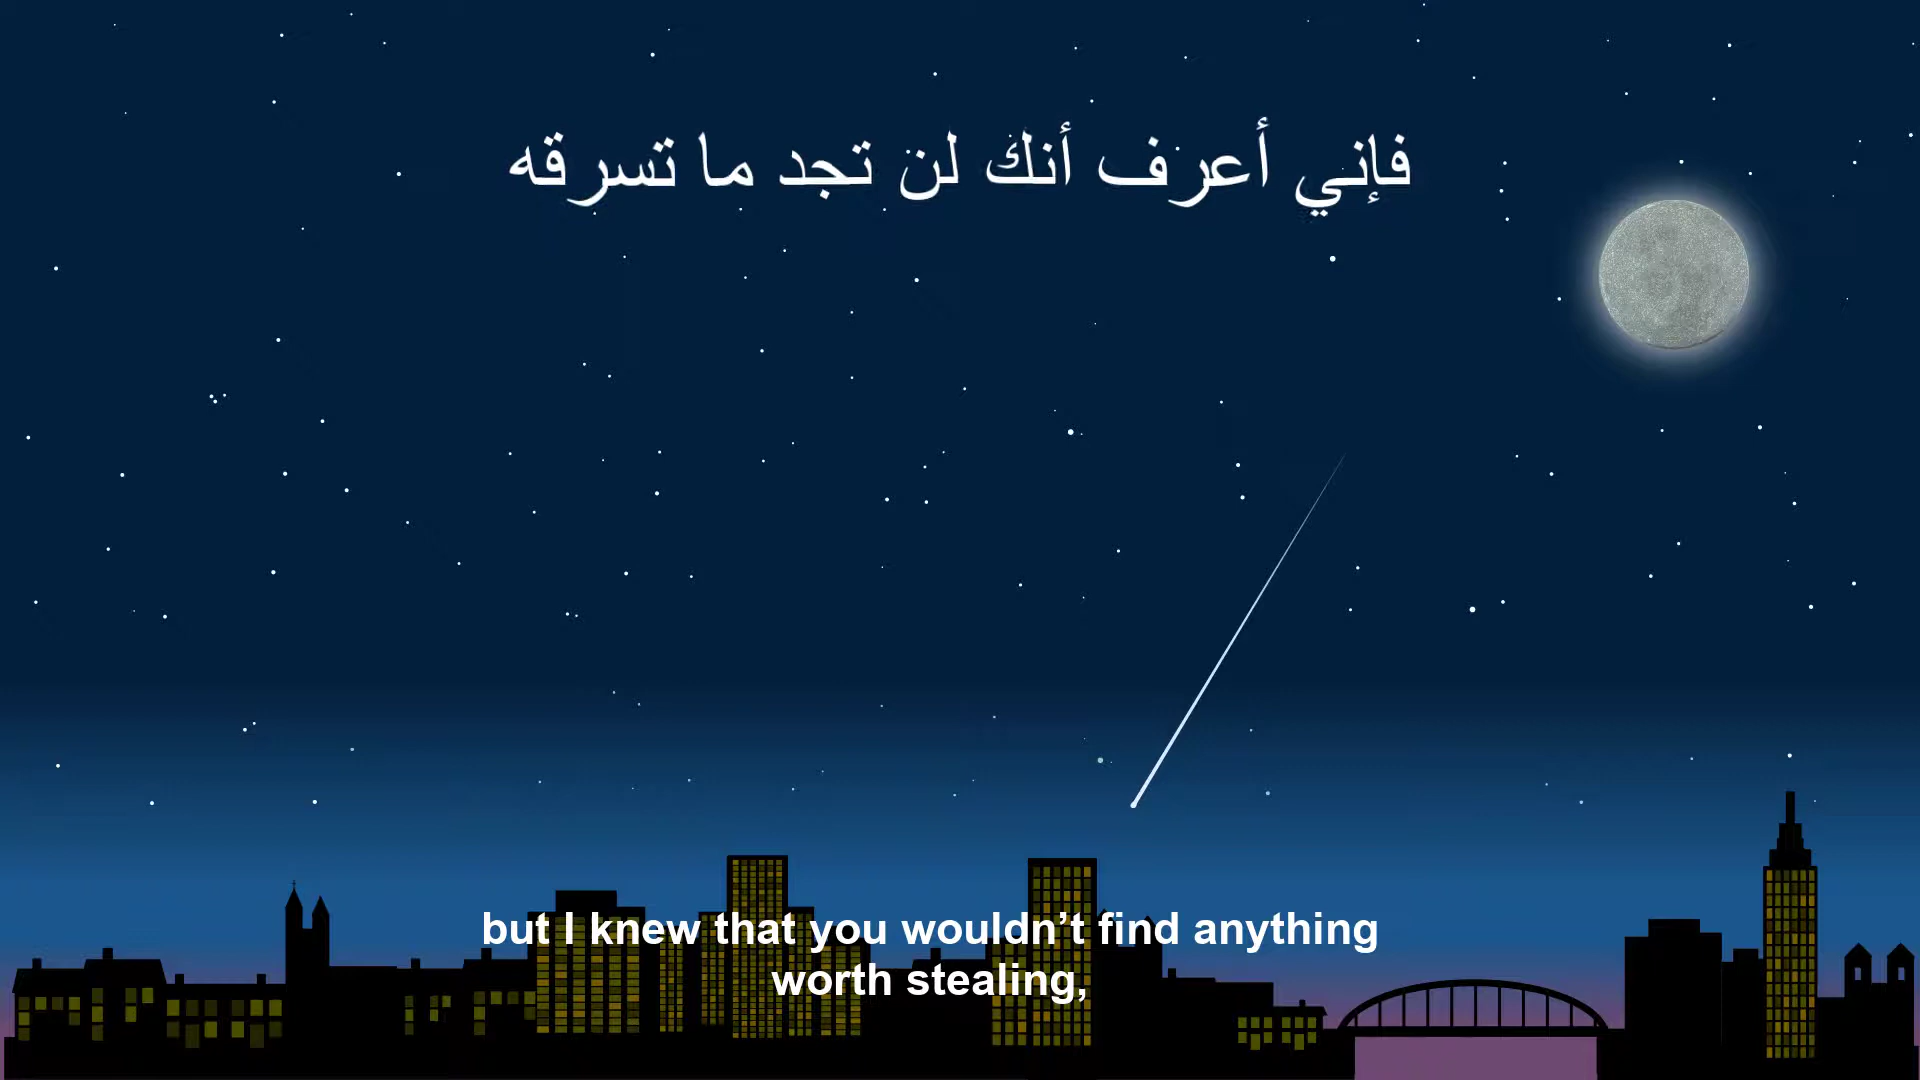 فإني أعرف أنك لن تجد ما تسرقه
but I knew that you wouldn’t find anything
worth stealing,